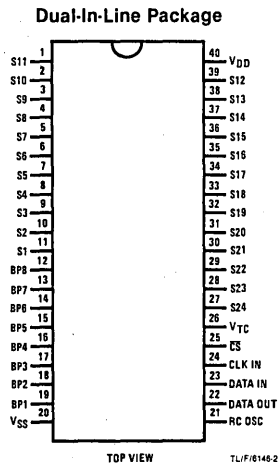 Dual-In-Line Package
S11 1 40 VDD
S10 2 39 S12
S9 3 38 S13
S8 4 37 S14
S7 5 36 S15
S6 6 35 S16
S5 7 34 S17
S4 8 33 S18
S3 9 32 S19
S2 10 31 S20
S1 11 30 S21
BP8 12 29 S22
BP7 13 28 S23
BP6 14 27 S24
BP5 15 26 VTC
BP4 16 25 C̅S̅
BP3 17 24 CLK IN
BP2 18 23 DATA IN
BP1 19 22 DATA OUT
VSS 20 21 RC OSC
TOP VIEW
TL/F/6148-2